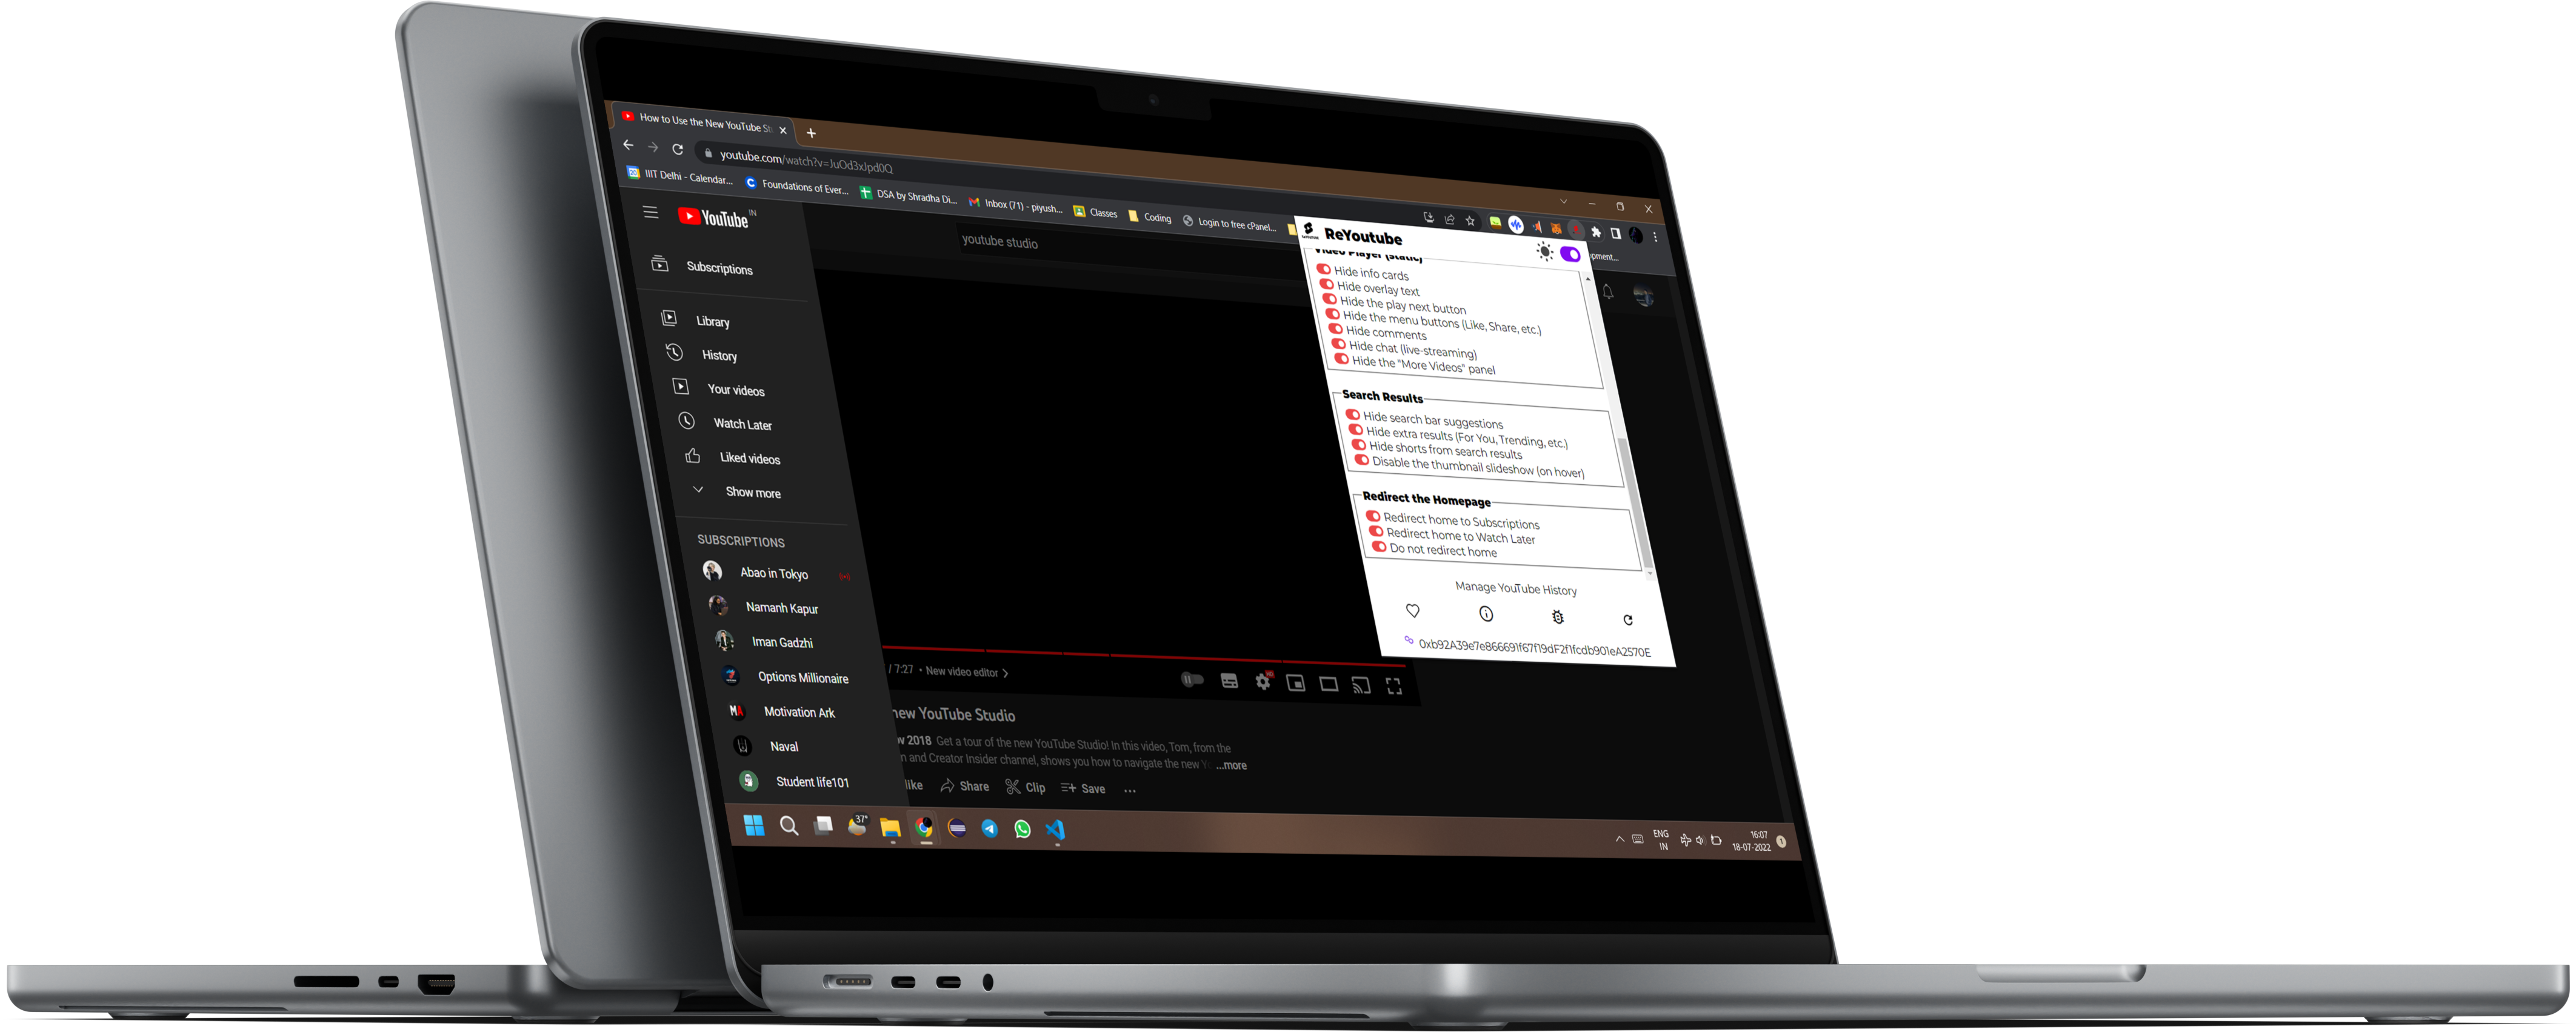 How to Use the New YouTube St
youtube.com/watch?v=JuOd3xJpd0Q
IIIT Delhi - Calendar...
Foundations of Ever...
DSA by Shradha Di...
Inbox (71) - piyush...
Classes
Coding
Login to free cPanel...
pment...
YouTube IN
youtube studio
Subscriptions
Library
History
Your videos
Watch Later
Liked videos
Show more
SUBSCRIPTIONS
Abao in Tokyo
Namanh Kapur
Iman Gadzhi
Options Millionaire
MA
Motivation Ark
Naval
Student life101
ReYoutube
Video Player (static)
Hide info cards
Hide overlay text
Hide the play next button
Hide the menu buttons (Like, Share, etc.)
Hide comments
Hide chat (live-streaming)
Hide the "More Videos" panel
Search Results
Hide search bar suggestions
Hide extra results (For You, Trending, etc.)
Hide shorts from search results
Disable the thumbnail slideshow (on hover)
Redirect the Homepage
Redirect home to Subscriptions
Redirect home to Watch Later
Do not redirect home
Manage YouTube History
0xb92A39e7e866691f67f19dF2f1fcdb901eA2570E
/ 7:27 • New video editor
HD
new YouTube Studio
ov 2018 Get a tour of the new YouTube Studio! In this video, Tom, from the
n and Creator Insider channel, shows you how to navigate the new Y ...more
like
Share
Clip
Save
37°
ENG
IN
16:07
18-07-2022
1